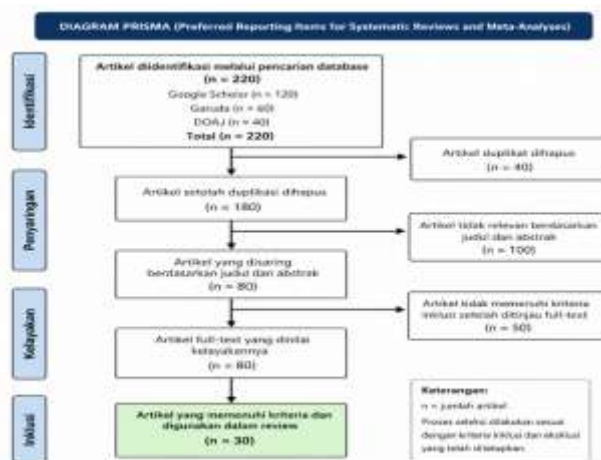 DIAGRAM PRISMA (Preferred Reporting Items for Systematic Reviews and Meta-Analyses)
Identifikasi
Artikel diidentifikasi melalui pencarian database
(n = 220)
Google Scholar (n = 120)
Garuda (n = 60)
DOAJ (n = 40)
Total (n = 220)
Artikel duplikat dihapus
(n = 40)
Penyaringan
Artikel setelah duplikasi dihapus
(n = 180)
Artikel tidak relevan berdasarkan
judul dan abstrak
(n = 100)
Artikel yang disaring
berdasarkan judul dan abstrak
(n = 80)
Kelayakan
Artikel tidak memenuhi kriteria
inklusi setelah ditinjau full-text
(n = 50)
Artikel full-text yang dinilai
kelayakannya
(n = 80)
Inklusi
Artikel yang memenuhi kriteria dan
digunakan dalam review
(n = 30)
Keterangan:
n = jumlah artikel
Proses seleksi dilakukan sesuai
dengan kriteria inklusi dan eksklusi
yang telah ditetapkan.